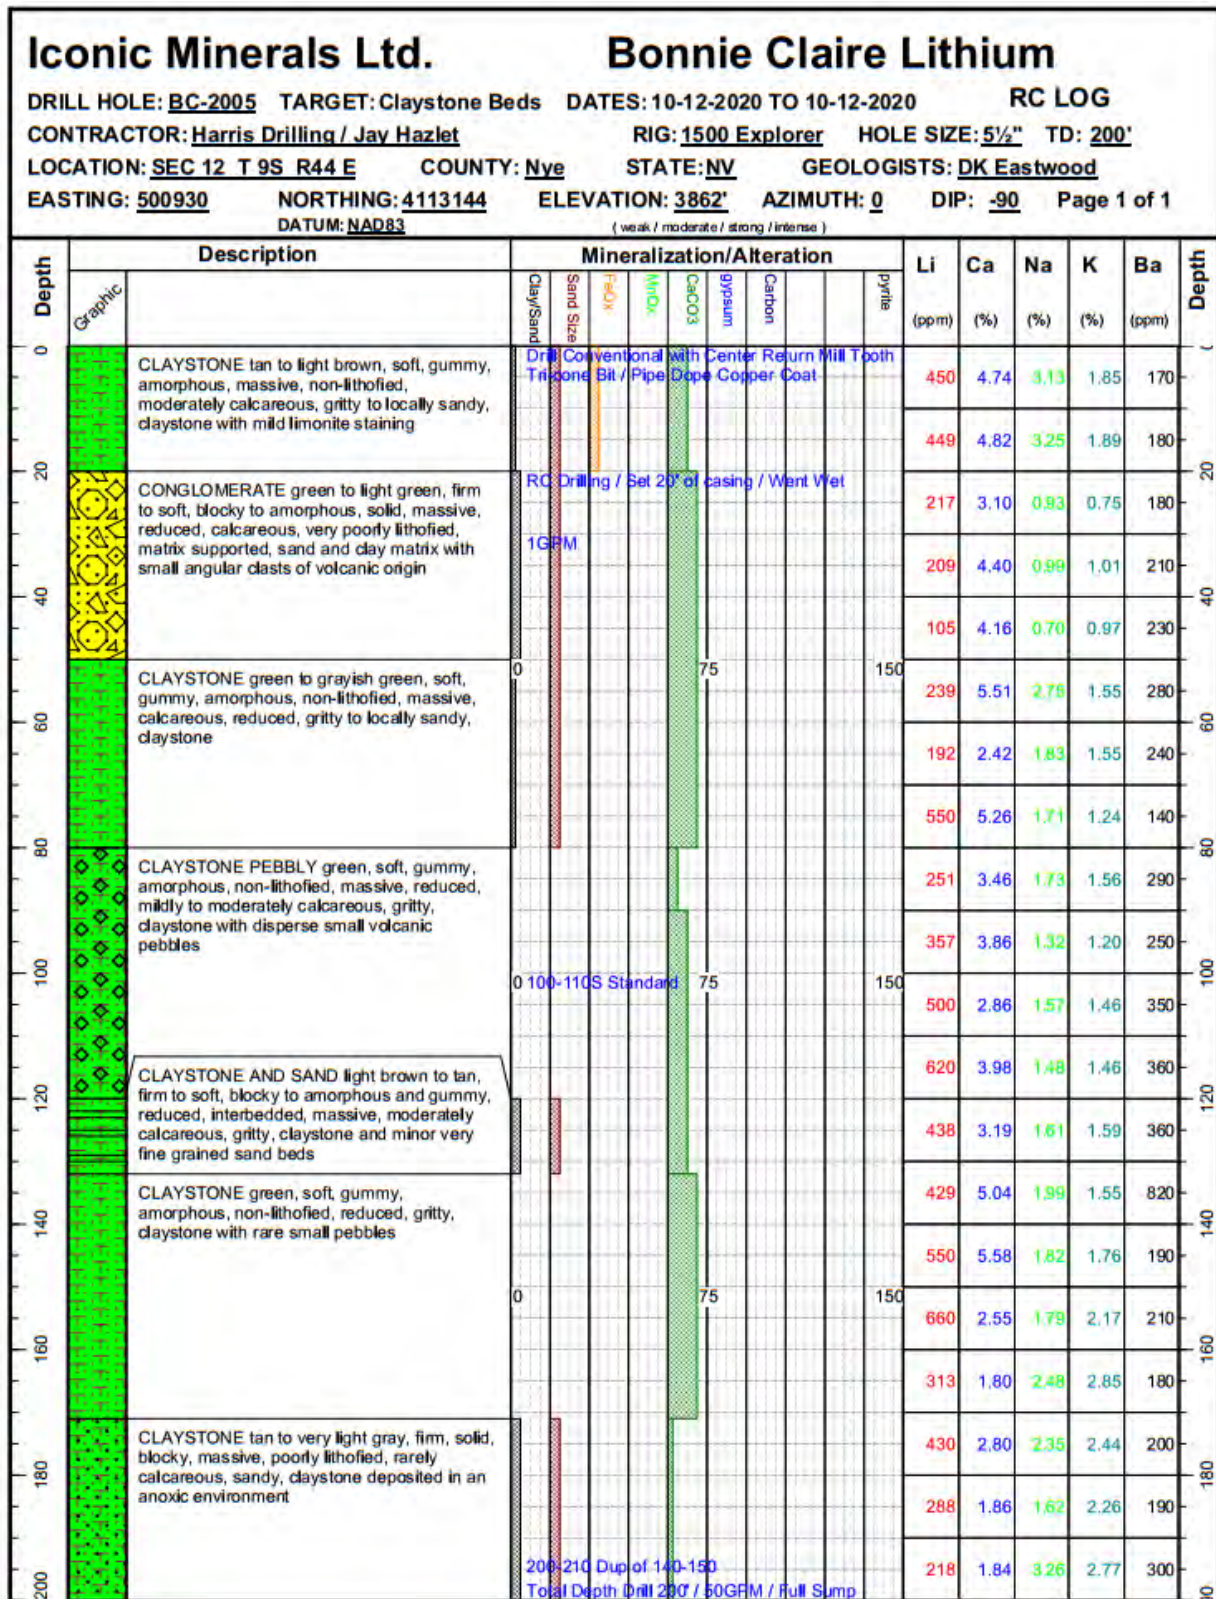 Iconic Minerals Ltd. Bonnie Claire Lithium
DRILL HOLE: BC-2005 TARGET: Claystone Beds DATES: 10-12-2020 TO 10-12-2020 RC LOG
CONTRACTOR: Harris Drilling / Jay Hazlet RIG: 1500 Explorer HOLE SIZE: 5½" TD: 200'
LOCATION: SEC 12 T 9S R44 E COUNTY: Nye STATE: NV GEOLOGISTS: DK Eastwood
EASTING: 500930 NORTHING: 4113144 ELEVATION: 3862' AZIMUTH: 0 DIP: -90 Page 1 of 1
DATUM: NAD83 ( weak / moderate / strong / intense )
Depth Description Mineralization/Alteration Li Ca Na K Ba Depth
Graphic Clay/Sand Sand Size FeOx MnOx CaCO3 gypsum Carbon pyrite
(ppm) (%) (%) (%) (ppm)
0 Drill Conventional with Center Return Mill Tooth
CLAYSTONE tan to light brown, soft, gummy, Tri-cone Bit / Pipe Dope Copper Coat 450 4.74 3.13 1.85 170
amorphous, massive, non-lithofied,
moderately calcareous, gritty to locally sandy,
claystone with mild limonite staining 449 4.82 3.25 1.89 180
20 RC Drilling / Set 20' of casing / Went Wet 20
CONGLOMERATE green to light green, firm 217 3.10 0.93 0.75 180
to soft, blocky to amorphous, solid, massive,
reduced, calcareous, very poorly lithofied,
matrix supported, sand and clay matrix with 1GPM
small angular clasts of volcanic origin 209 4.40 0.99 1.01 210
40 40
105 4.16 0.70 0.97 230
0 75 150
CLAYSTONE green to grayish green, soft, 239 5.51 2.76 1.55 280
gummy, amorphous, non-lithofied, massive,
calcareous, reduced, gritty to locally sandy,
60 60
claystone 192 2.42 1.83 1.55 240
550 5.26 1.71 1.24 140
80 80
CLAYSTONE PEBBLY green, soft, gummy, 251 3.46 1.73 1.56 290
amorphous, non-lithofied, massive, reduced,
mildly to moderately calcareous, gritty,
claystone with disperse small volcanic
pebbles 357 3.86 1.32 1.20 250
100 0 100-110S Standard 75 150 100
500 2.86 1.57 1.46 350
620 3.98 1.48 1.46 360
CLAYSTONE AND SAND light brown to tan,
120 firm to soft, blocky to amorphous and gummy, 120
reduced, interbedded, massive, moderately 438 3.19 1.61 1.59 360
calcareous, gritty, claystone and minor very
fine grained sand beds
CLAYSTONE green, soft, gummy, 429 5.04 1.99 1.55 820
amorphous, non-lithofied, reduced, gritty,
140 140
claystone with rare small pebbles
550 5.58 1.82 1.76 190
0 75 150
660 2.55 1.79 2.17 210
160 160
313 1.80 2.48 2.85 180
CLAYSTONE tan to very light gray, firm, solid, 430 2.80 2.35 2.44 200
blocky, massive, poorly lithofied, rarely
180 calcareous, sandy, claystone deposited in an 180
anoxic environment 288 1.86 1.62 2.26 190
200-210 Dup of 140-150 218 1.84 3.26 2.77 300
200 Total Depth Drill 200' / 50GPM / Full Sump